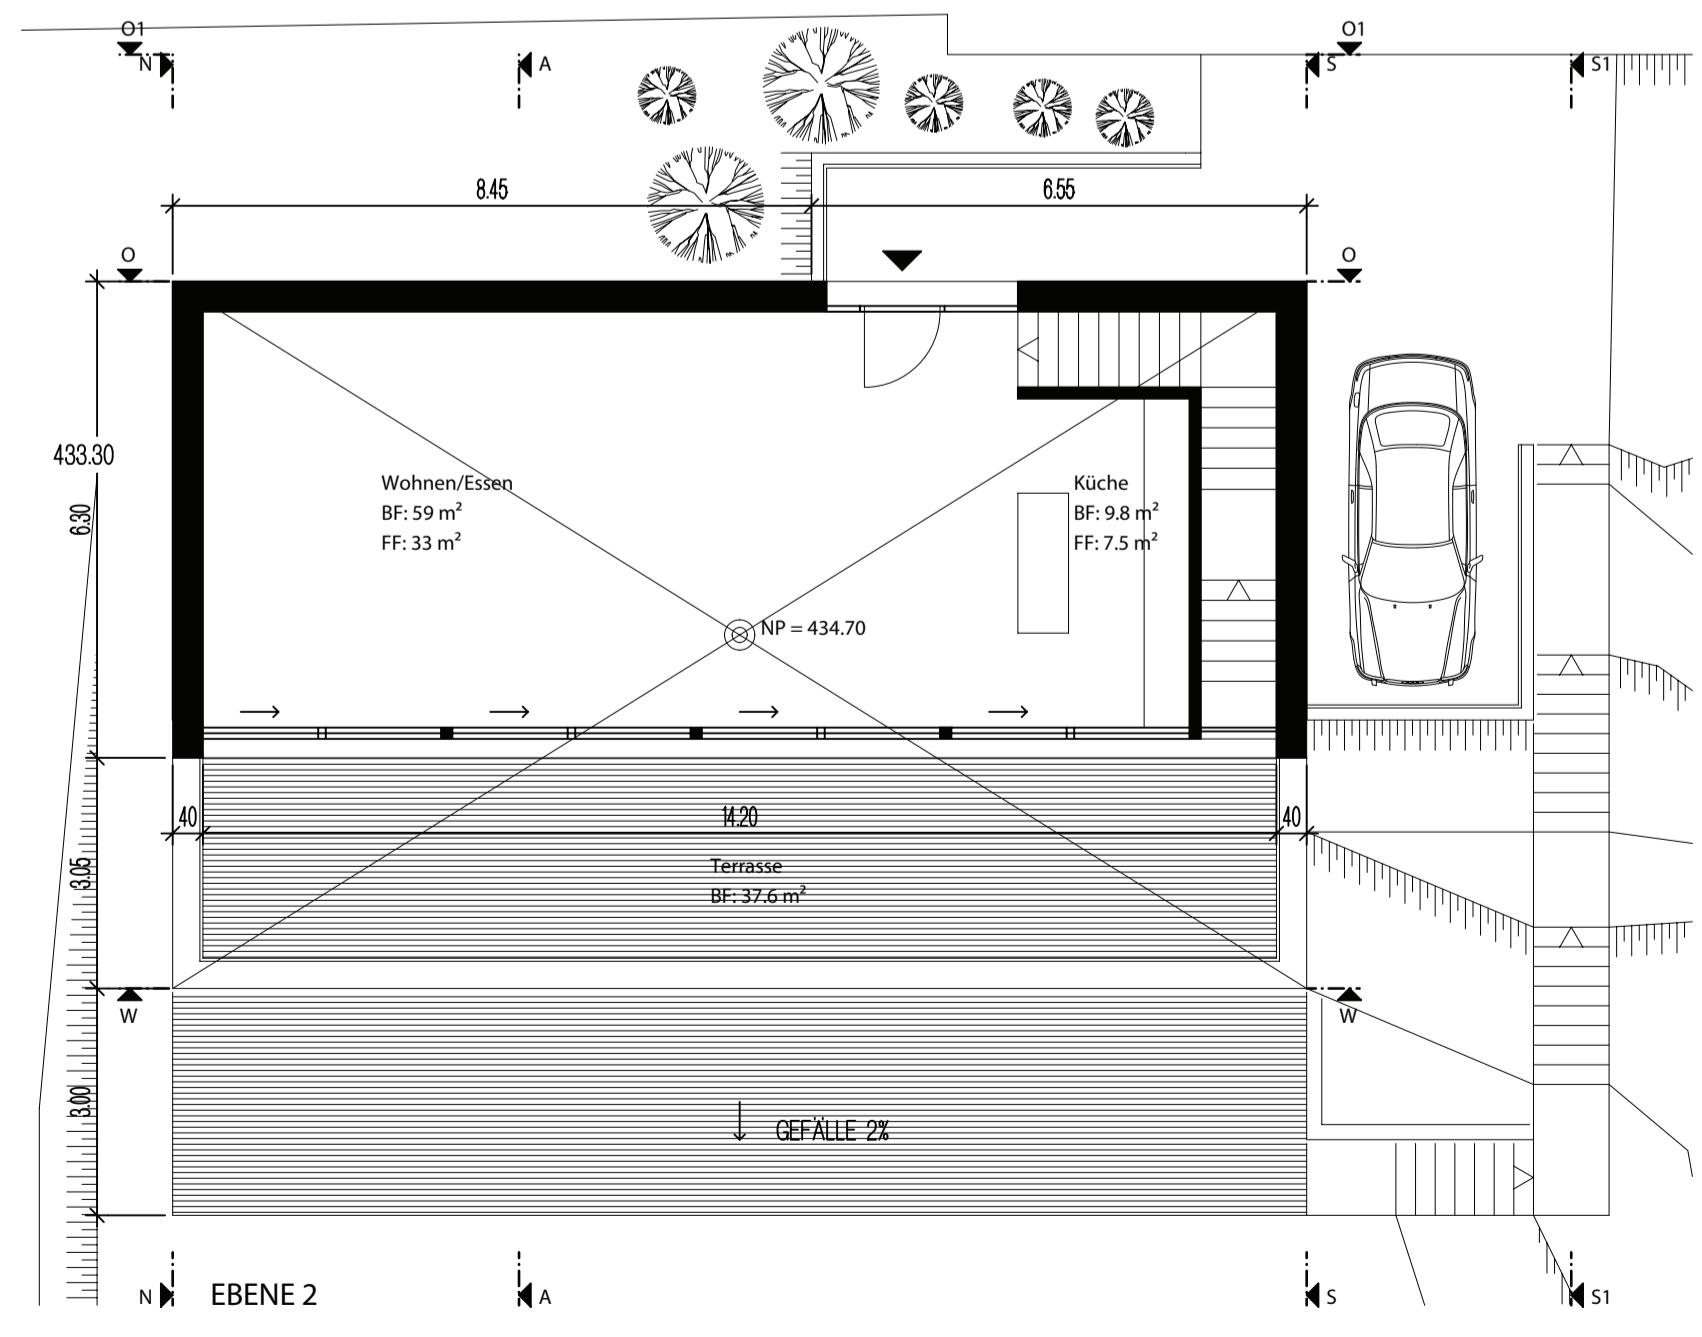 O1
O1
N
A
S
S1
8.45
6.55
O
O
433.30
6.30
Wohnen/Essen
BF: 59 m²
FF: 33 m²
Küche
BF: 9.8 m²
FF: 7.5 m²
NP = 434.70
40
14.20
40
3.05
Terrasse
BF: 37.6 m²
W
W
3.00
GEFÄLLE 2%
N
EBENE 2
A
S
S1